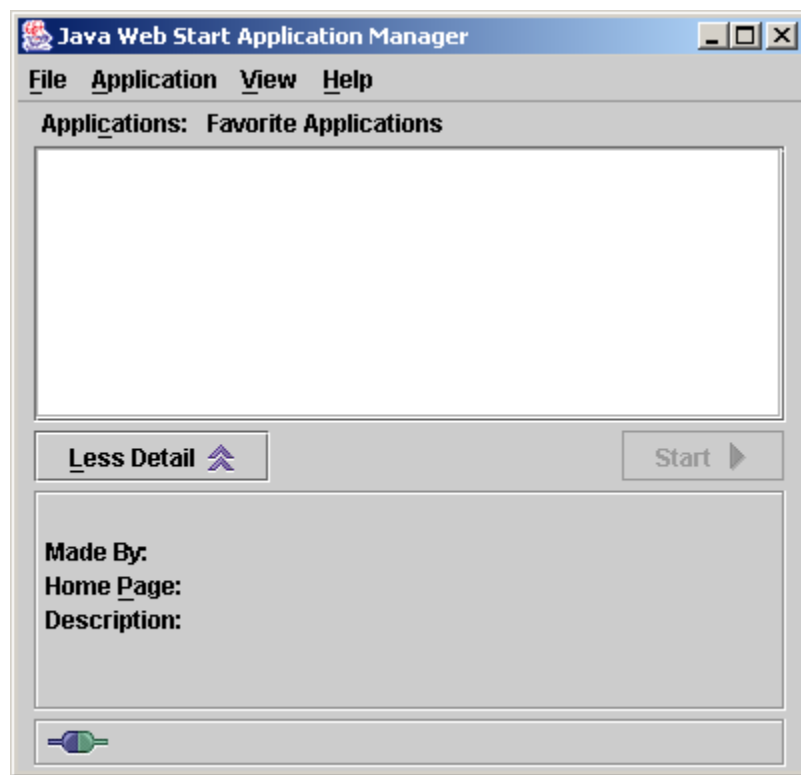 Java Web Start Application Manager
File Application View Help
Applications: Favorite Applications
Less Detail
Start
Made By:
Home Page:
Description: